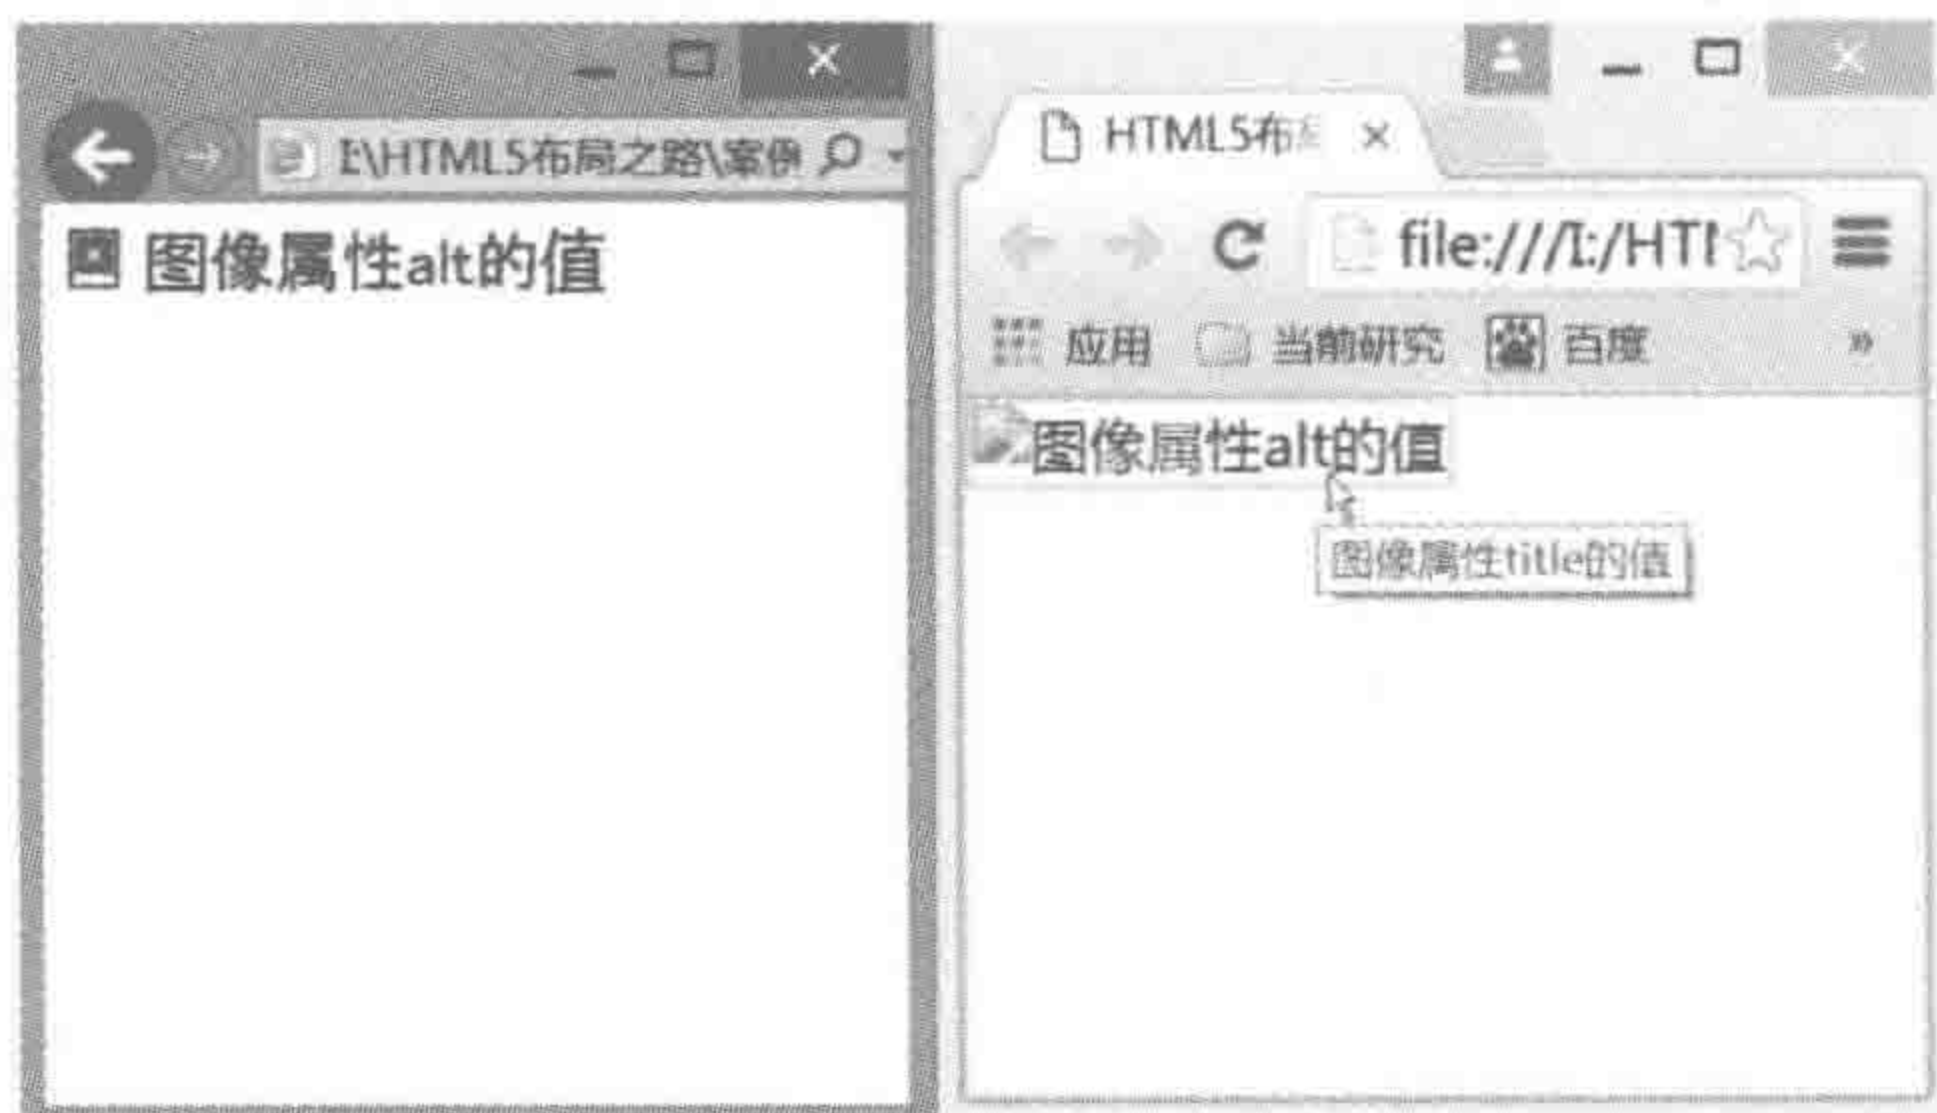 E:\HTML5布局之路\案例
图像属性alt的值
HTML5布局
file:///E:/HTM
应用 当前研究 百度 »
图像属性alt的值
图像属性title的值